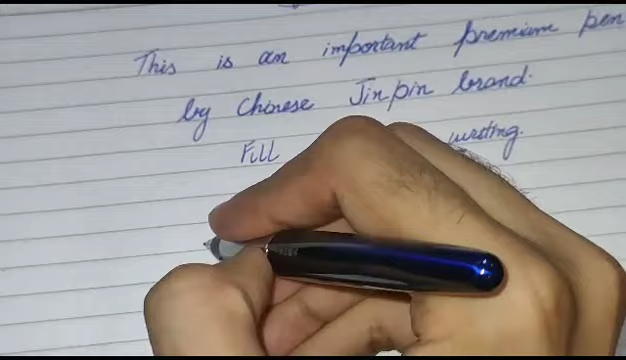 This is an important premium pen
by Chinese Jinpin brand.
Fill writing.